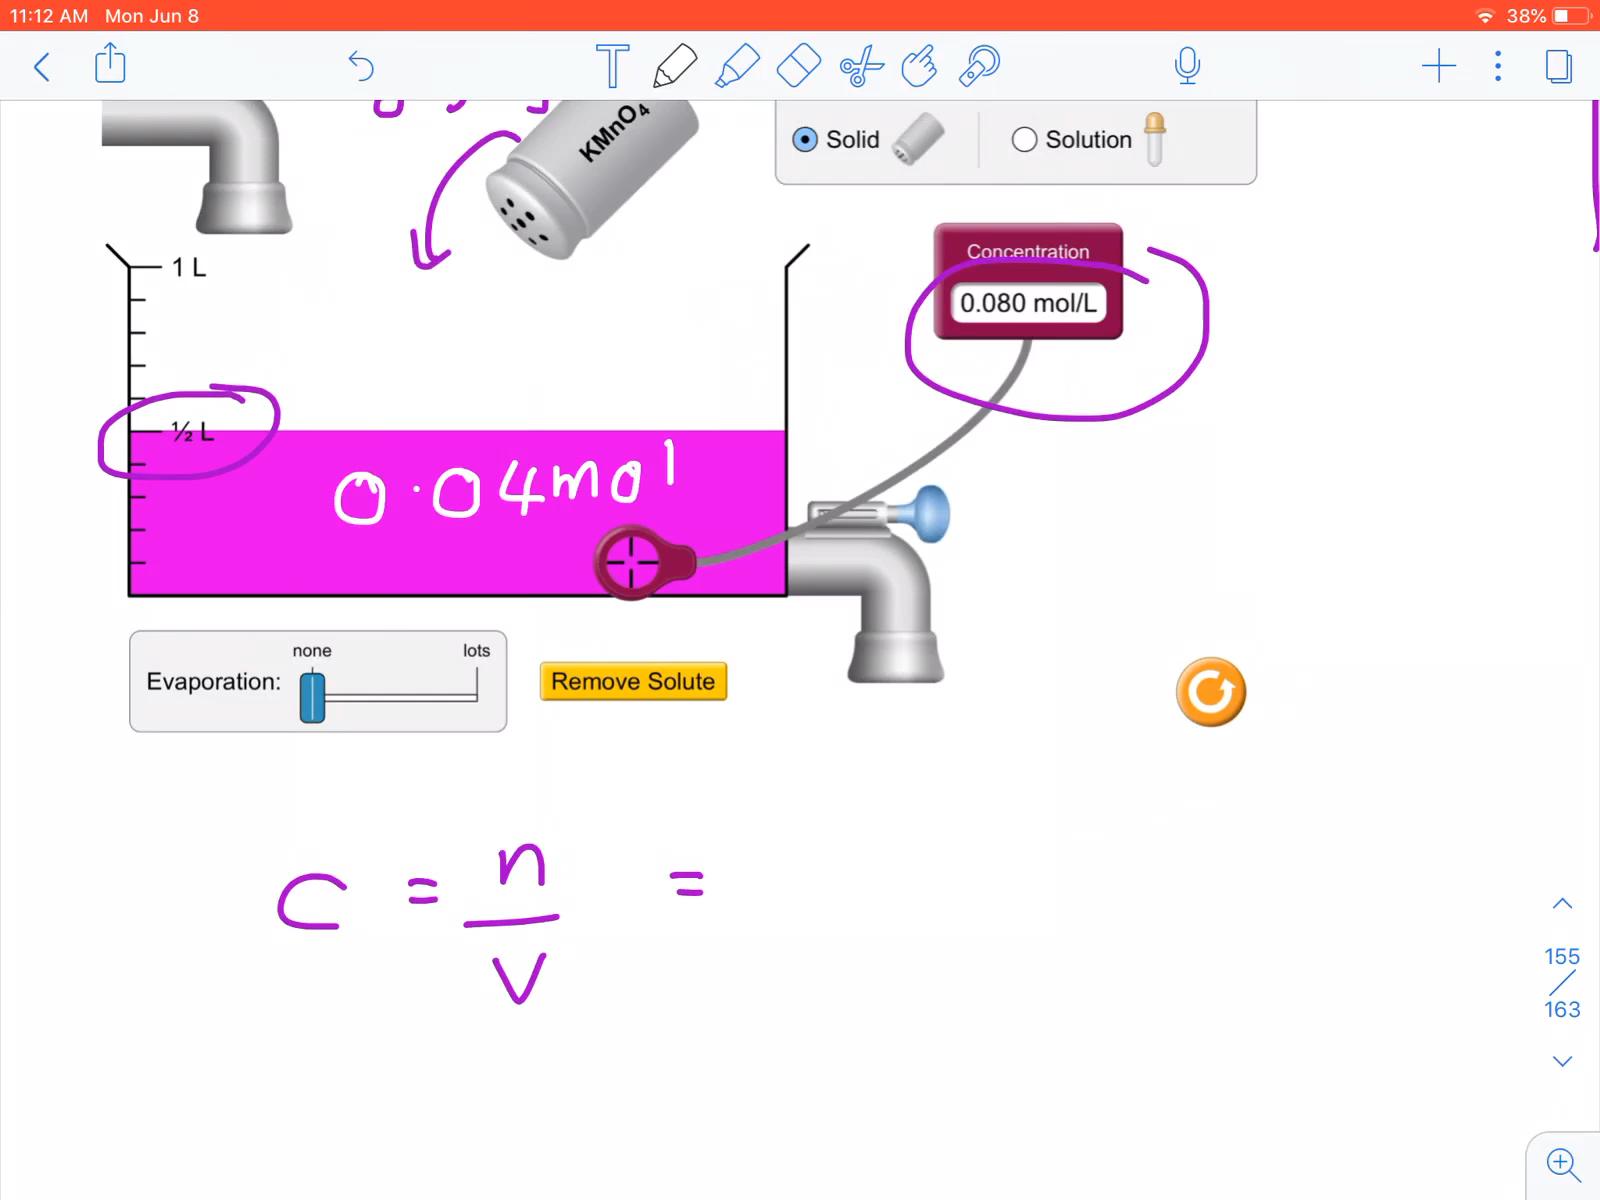 11:12 AM Mon Jun 8
38%
T
KMnO₄
Solid
Solution
Concentration
0.080 mol/L
1 L
½ L
0.04mol
none
lots
Evaporation:
Remove Solute
c = n/v =
155
163